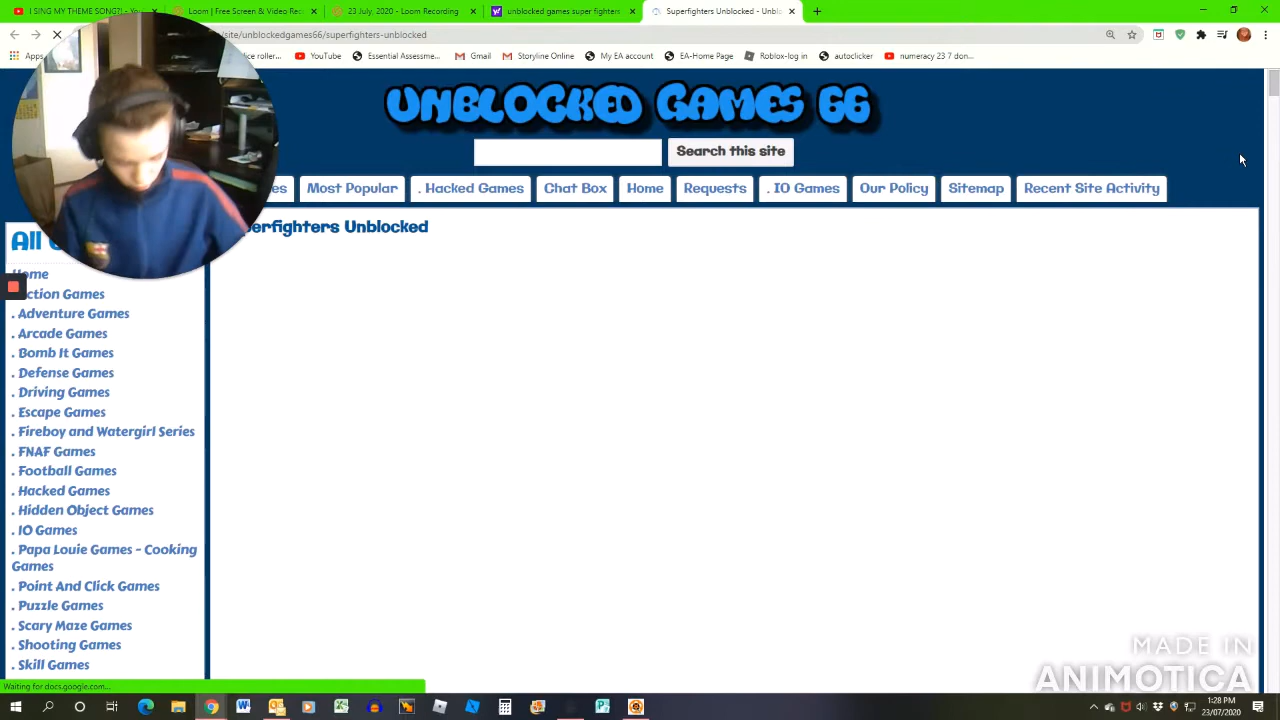 MY THEME SONG?) - You
Loom | Free Screen & Video Rec
23 July, 2020 - Loom Recording
unblocked games super fighters
Superfighters Unblocked - Unbla
/site/unblockedgames66/superfighters-unblocked
Apps
ice roller...
YouTube
Essential Assessme...
Gmail
Storyline Online
My EA account
EA-Home Page
Roblox-log in
autoclicker
numeracy 23 7 don...
UNBLOCKED GAMES 66
Search this site
es
Most Popular
. Hacked Games
Chat Box
Home
Requests
. IO Games
Our Policy
Sitemap
Recent Site Activity
erfighters Unblocked
All
Home
ction Games
. Adventure Games
. Arcade Games
. Bomb It Games
. Defense Games
. Driving Games
. Escape Games
. Fireboy and Watergirl Series
. FNAF Games
. Football Games
. Hacked Games
. Hidden Object Games
. IO Games
. Papa Louie Games - Cooking
Games
. Point And Click Games
. Puzzle Games
. Scary Maze Games
. Shooting Games
. Skill Games
MADE IN
ANIMOTICA
Waiting for docs.google.com...
1:28 PM
23/07/2020